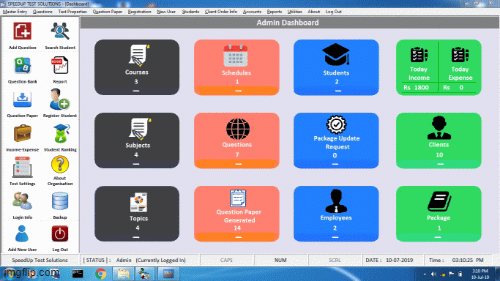 SPEEDUP TEST SOLUTIONS - [Dashboard]
Master Entry Questions Test Properties Question Paper Registration New User Students Client Order Info Accounts Reports Utilities About Log Out
Admin Dashboard
Add Question
Search Student
Question Bank
Report
Question Paper
Register Student
Income-Expense
Student Ranking
Test Settings
About Organisation
Login Info
Backup
Add New User
Log Out
Courses
3
Schedules
1
Students
2
Today Income
Rs 1800
Today Expense
Rs 0
Subjects
4
Questions
7
Package Update Request
0
Clients
10
Topics
4
Question Paper Generated
14
Employees
2
Package
1
SpeedUp Test Solutions
[ STATUS ] : Admin (Currently Logged In)
CAPS
NUM
SCRL
DATE : 10-07-2019
Time : 03:10:25 PM
3:10 PM
10-Jul-19
imgflip.com